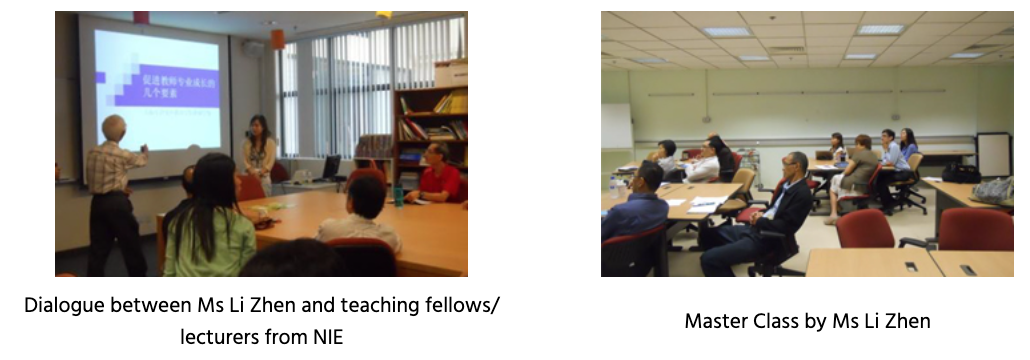 促进教师专业成长的
几个要素
Dialogue between Ms Li Zhen and teaching fellows/
lecturers from NIE
Master Class by Ms Li Zhen